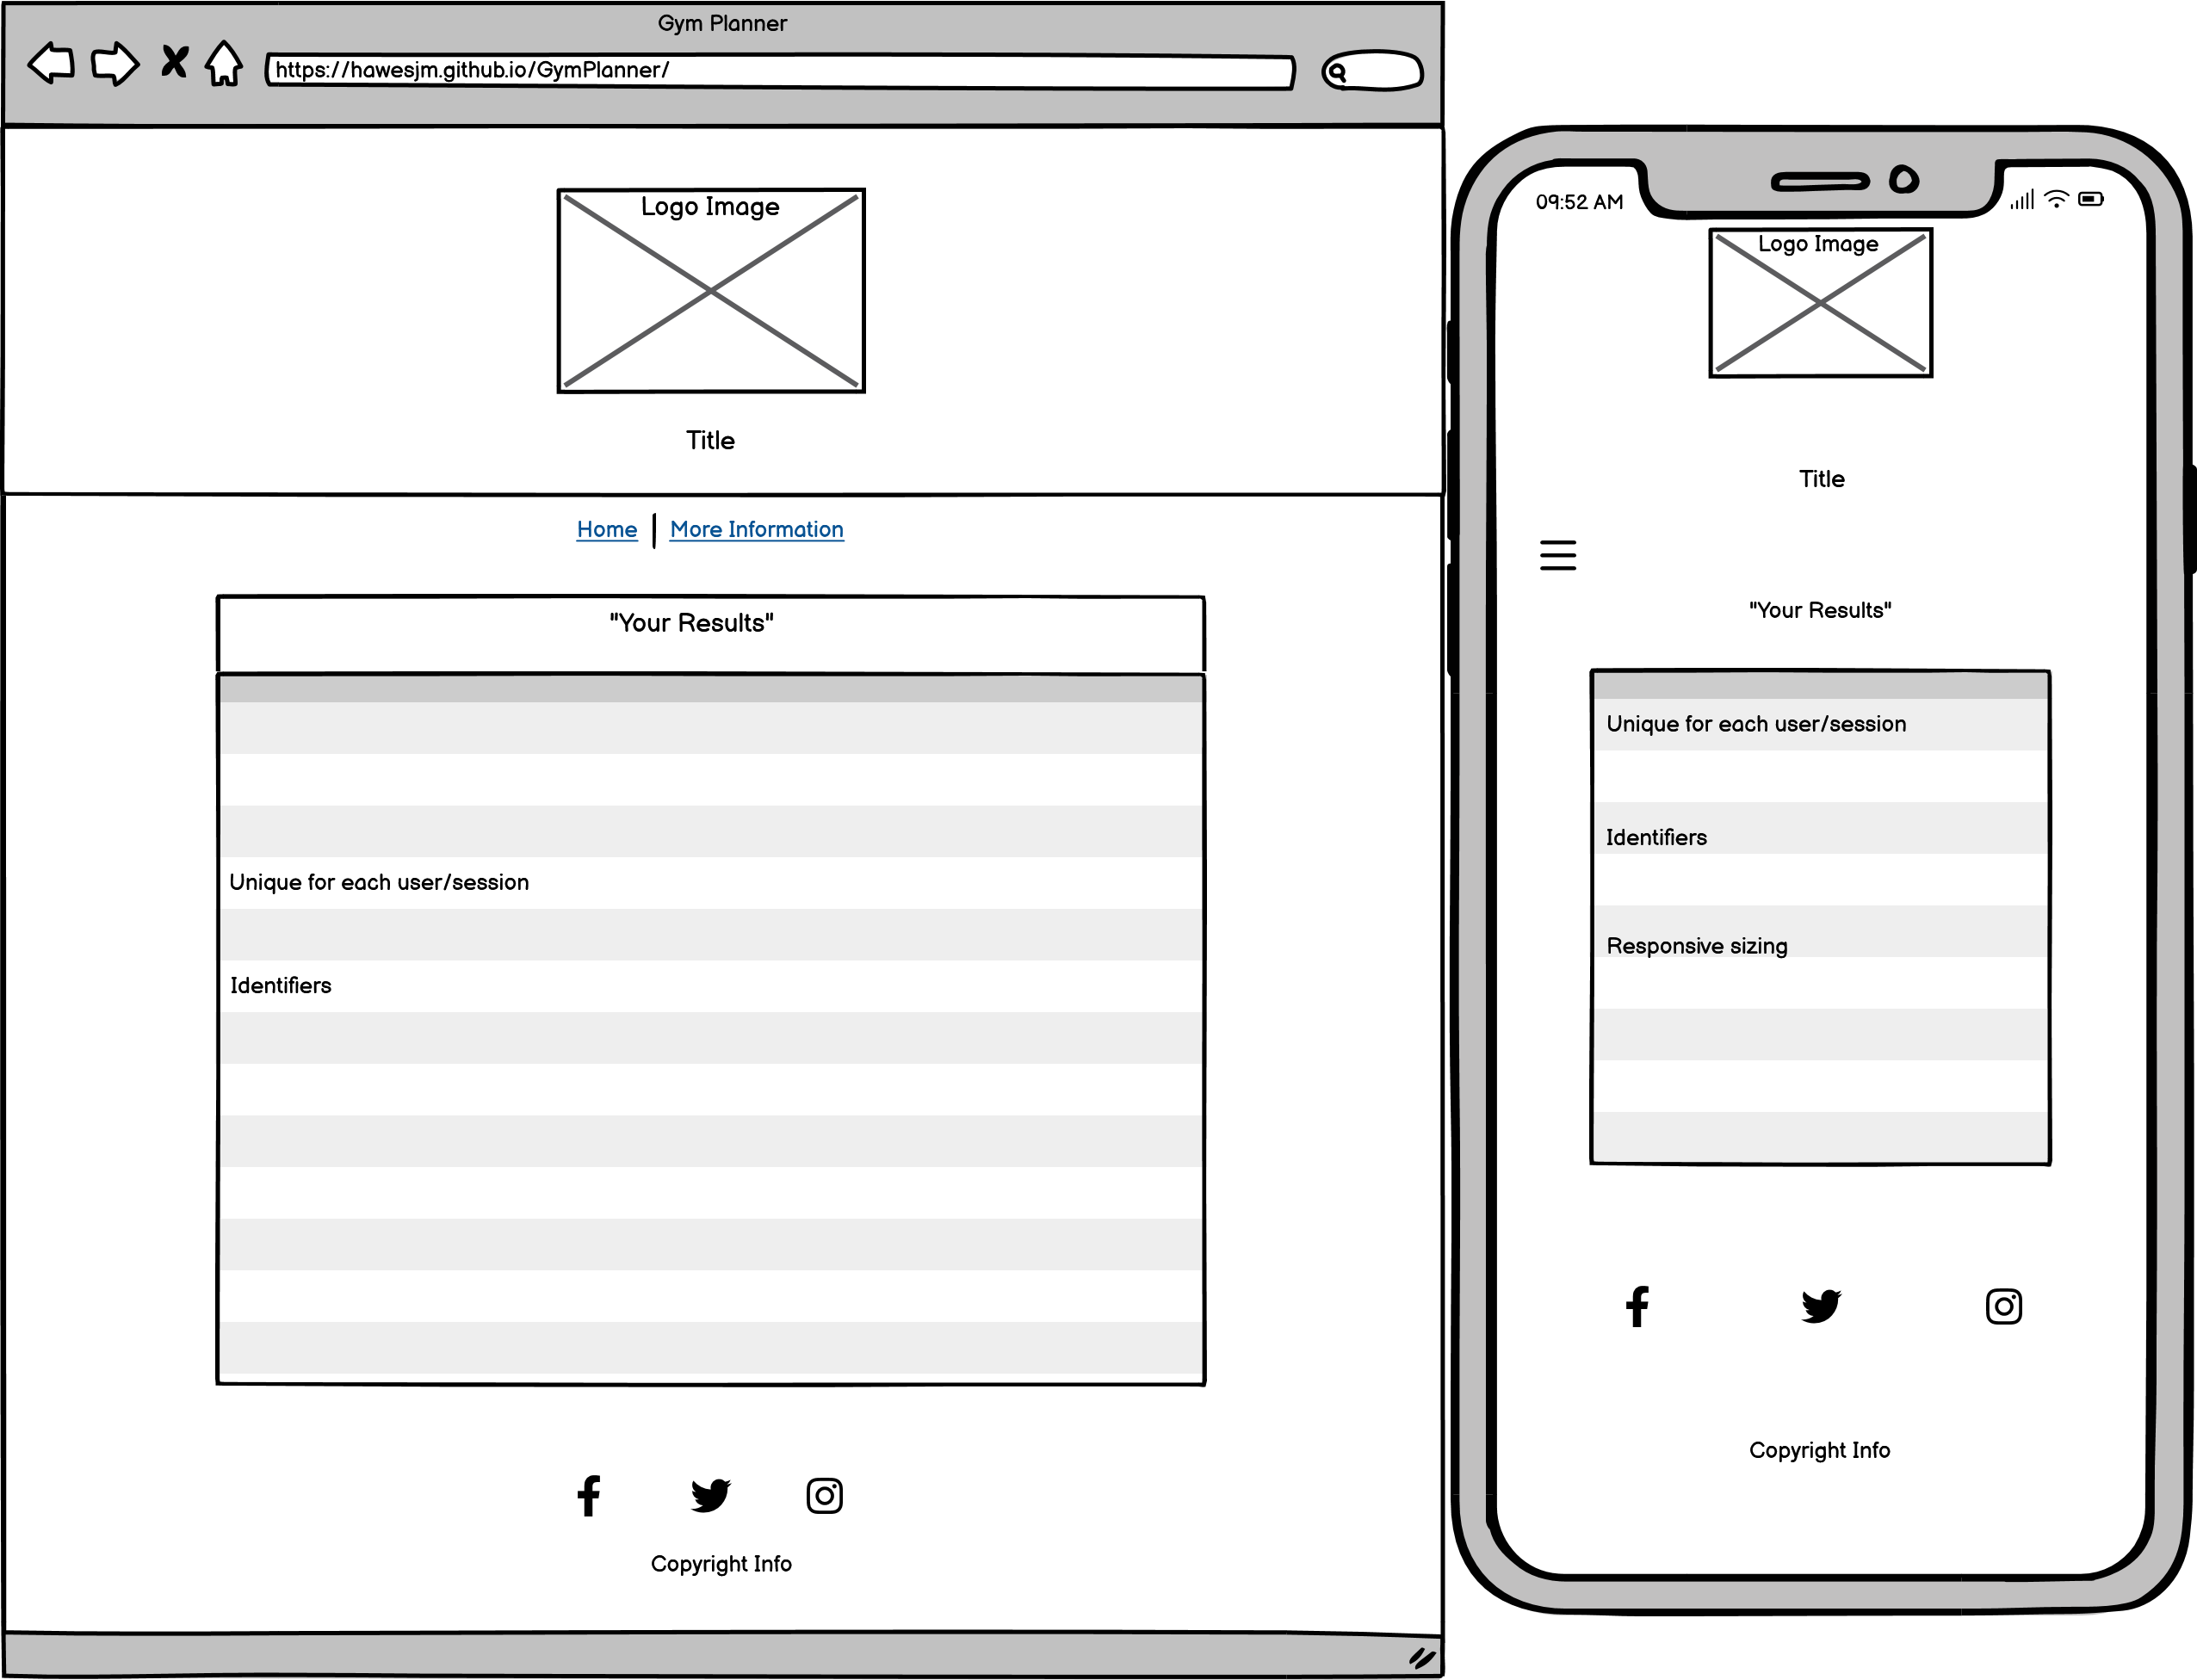 Gym Planner
https://hawesjm.github.io/GymPlanner/
Logo Image
Title
Home
More Information
"Your Results"
Unique for each user/session
Identifiers
Copyright Info
09:52 AM
Logo Image
Title
"Your Results"
Unique for each user/session
Identifiers
Responsive sizing
Copyright Info